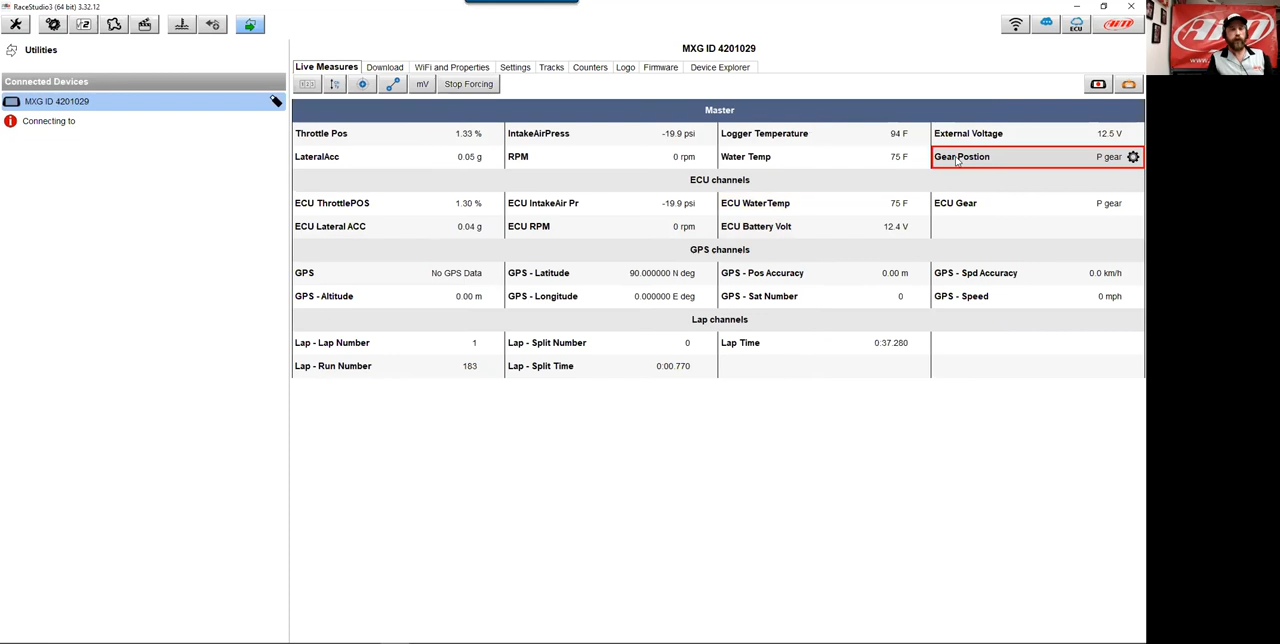 RaceStudio3 (64 bit) 3.32.12
ECU
Utilities
MXG ID 4201029
Live Measures Download WiFi and Properties Settings Tracks Counters Logo Firmware Device Explorer
Connected Devices
mV Stop Forcing
MXG ID 4201029
Connecting to
Master
Throttle Pos 1.33 % IntakeAirPress -19.9 psi Logger Temperature 94 F External Voltage 12.5 V
LateralAcc 0.05 g RPM 0 rpm Water Temp 75 F Gear Postion P gear
ECU channels
ECU ThrottlePOS 1.30 % ECU IntakeAir Pr -19.9 psi ECU WaterTemp 75 F ECU Gear P gear
ECU Lateral ACC 0.04 g ECU RPM 0 rpm ECU Battery Volt 12.4 V
GPS channels
GPS No GPS Data GPS - Latitude 90.000000 N deg GPS - Pos Accuracy 0.00 m GPS - Spd Accuracy 0.0 km/h
GPS - Altitude 0.00 m GPS - Longitude 0.000000 E deg GPS - Sat Number 0 GPS - Speed 0 mph
Lap channels
Lap - Lap Number 1 Lap - Split Number 0 Lap Time 0:37.280
Lap - Run Number 183 Lap - Split Time 0:00.770